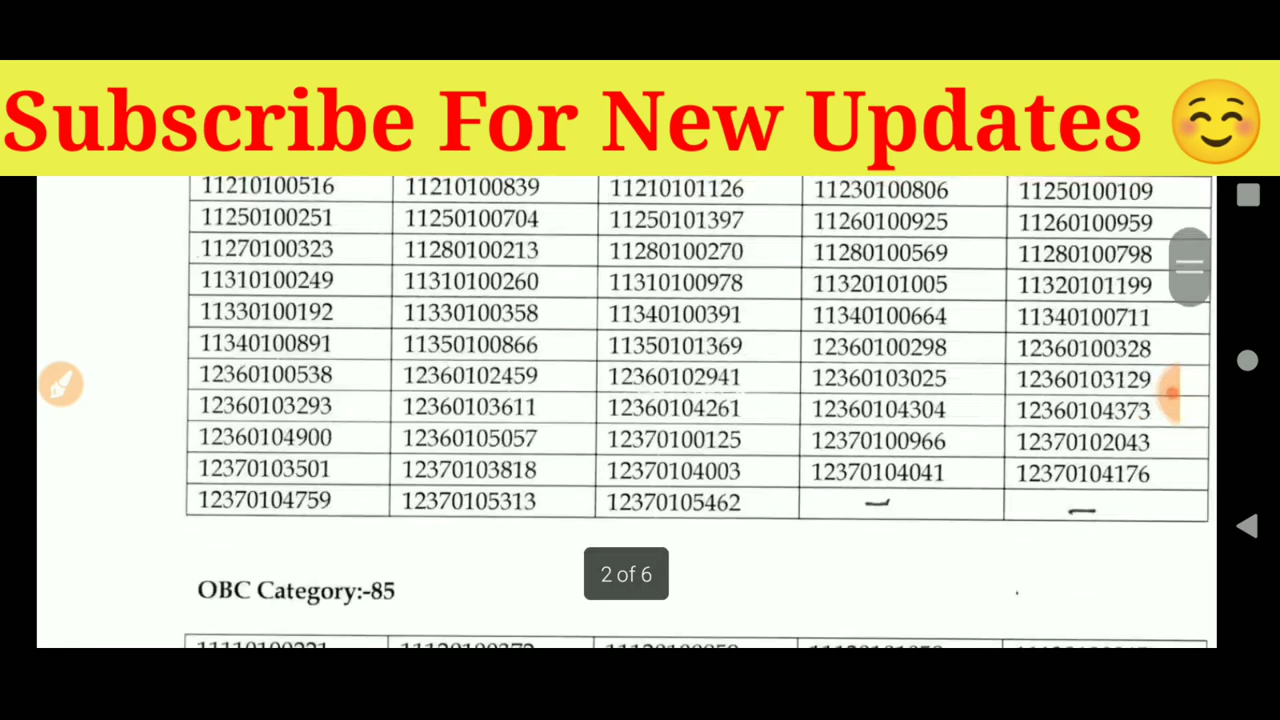 Subscribe For New Updates
11210100516 11210100839 11210101126 11230100806 11250100109
11250100251 11250100704 11250101397 11260100925 11260100959
11270100323 11280100213 11280100270 11280100569 11280100798
11310100249 11310100260 11310100978 11320101005 11320101199
11330100192 11330100358 11340100391 11340100664 11340100711
11340100891 11350100866 11350101369 12360100298 12360100328
12360100538 12360102459 12360102941 12360103025 12360103129
12360103293 12360103611 12360104261 12360104304 12360104373
12360104900 12360105057 12370100125 12370100966 12370102043
12370103501 12370103818 12370104003 12370104041 12370104176
12370104759 12370105313 12370105462 — —
2 of 6
OBC Category:-85